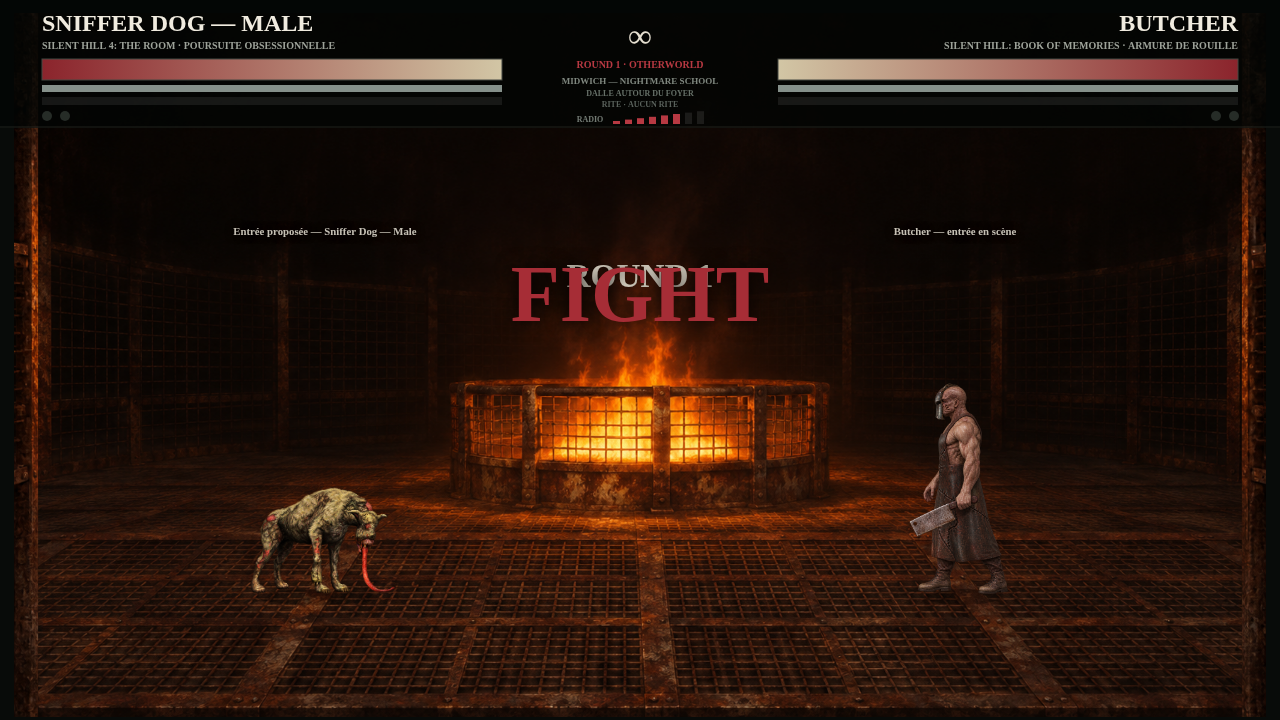 SNIFFER DOG — MALE
SILENT HILL 4: THE ROOM · POURSUITE OBSESSIONNELLE
∞
ROUND 1 · OTHERWORLD
MIDWICH — NIGHTMARE SCHOOL
DALLE AUTOUR DU FOYER
RITE · AUCUN RITE
RADIO
BUTCHER
SILENT HILL: BOOK OF MEMORIES · ARMURE DE ROUILLE
Entrée proposée — Sniffer Dog — Male
Butcher — entrée en scène
ROUND 1
FIGHT